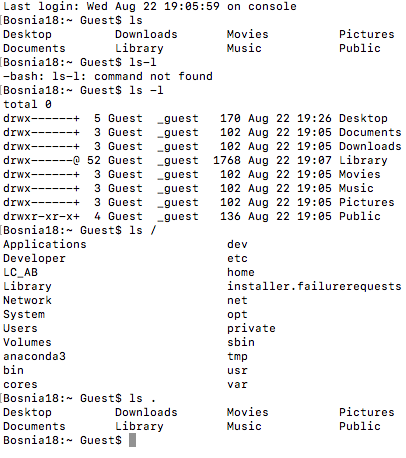 Last login: Wed Aug 22 19:05:59 on console
[Bosnia18:~ Guest$ ls
Desktop Downloads Movies Pictures
Documents Library Music Public
[Bosnia18:~ Guest$ ls-l
-bash: ls-l: command not found
[Bosnia18:~ Guest$ ls -l
total 0
drwx------+ 5 Guest _guest 170 Aug 22 19:26 Desktop
drwx------+ 3 Guest _guest 102 Aug 22 19:05 Documents
drwx------+ 3 Guest _guest 102 Aug 22 19:05 Downloads
drwx------@ 52 Guest _guest 1768 Aug 22 19:07 Library
drwx------+ 3 Guest _guest 102 Aug 22 19:05 Movies
drwx------+ 3 Guest _guest 102 Aug 22 19:05 Music
drwx------+ 3 Guest _guest 102 Aug 22 19:05 Pictures
drwxr-xr-x+ 4 Guest _guest 136 Aug 22 19:05 Public
[Bosnia18:~ Guest$ ls /
Applications dev
Developer etc
LC_AB home
Library installer.failurerequests
Network net
System opt
Users private
Volumes sbin
anaconda3 tmp
bin usr
cores var
[Bosnia18:~ Guest$ ls .
Desktop Downloads Movies Pictures
Documents Library Music Public
Bosnia18:~ Guest$